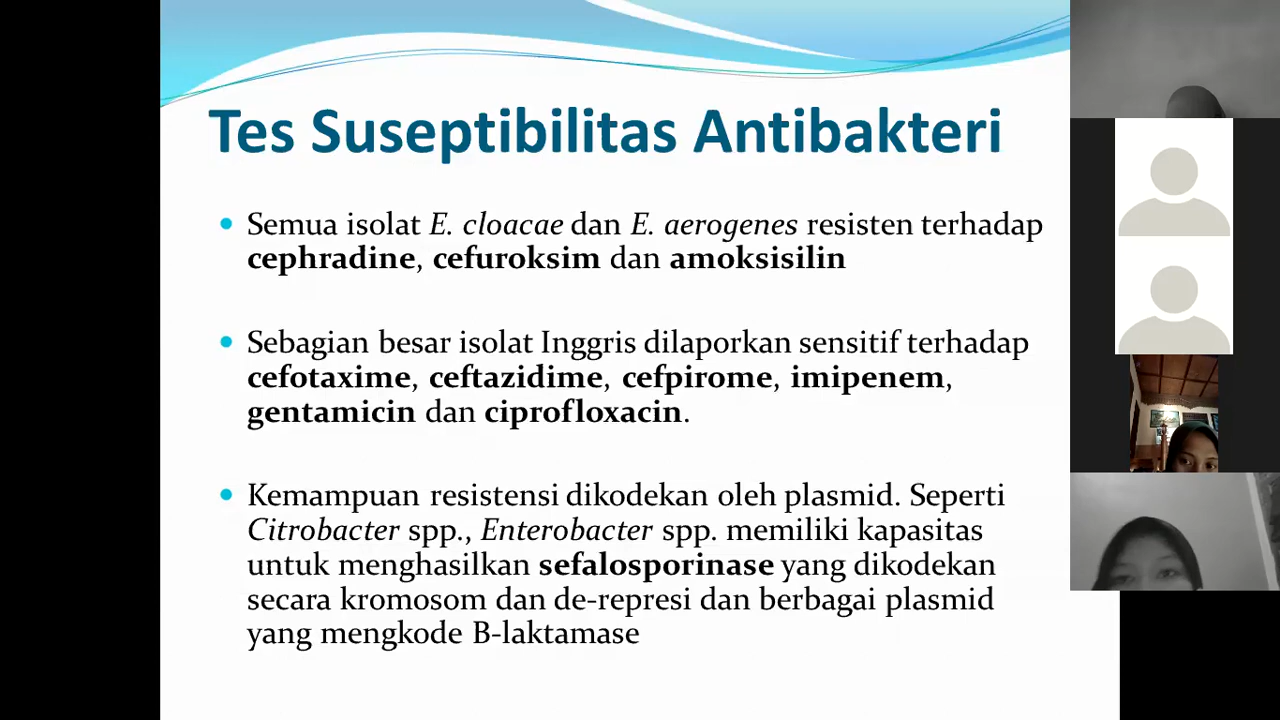 Tes Suseptibilitas Antibakteri
Semua isolat E. cloacae dan E. aerogenes resisten terhadap
cephradine, cefuroksim dan amoksisilin
Sebagian besar isolat Inggris dilaporkan sensitif terhadap
cefotaxime, ceftazidime, cefpirome, imipenem,
gentamicin dan ciprofloxacin.
Kemampuan resistensi dikodekan oleh plasmid. Seperti
Citrobacter spp., Enterobacter spp. memiliki kapasitas
untuk menghasilkan sefalosporinase yang dikodekan
secara kromosom dan de-represi dan berbagai plasmid
yang mengkode B-laktamase